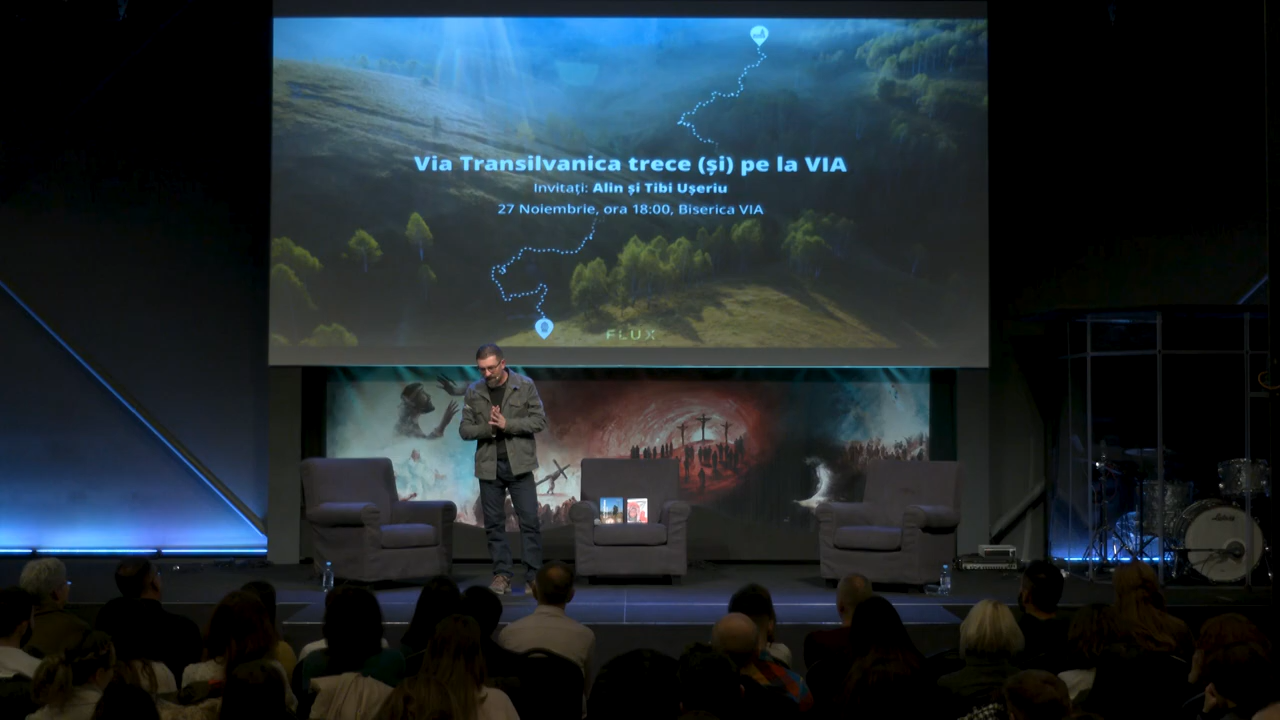 Via Transilvanica trece (și) pe la VIA
Invitați: Alin și Tibi Ușeriu
27 Noiembrie, ora 18:00, Biserica VIA
FLUX
Ludwig